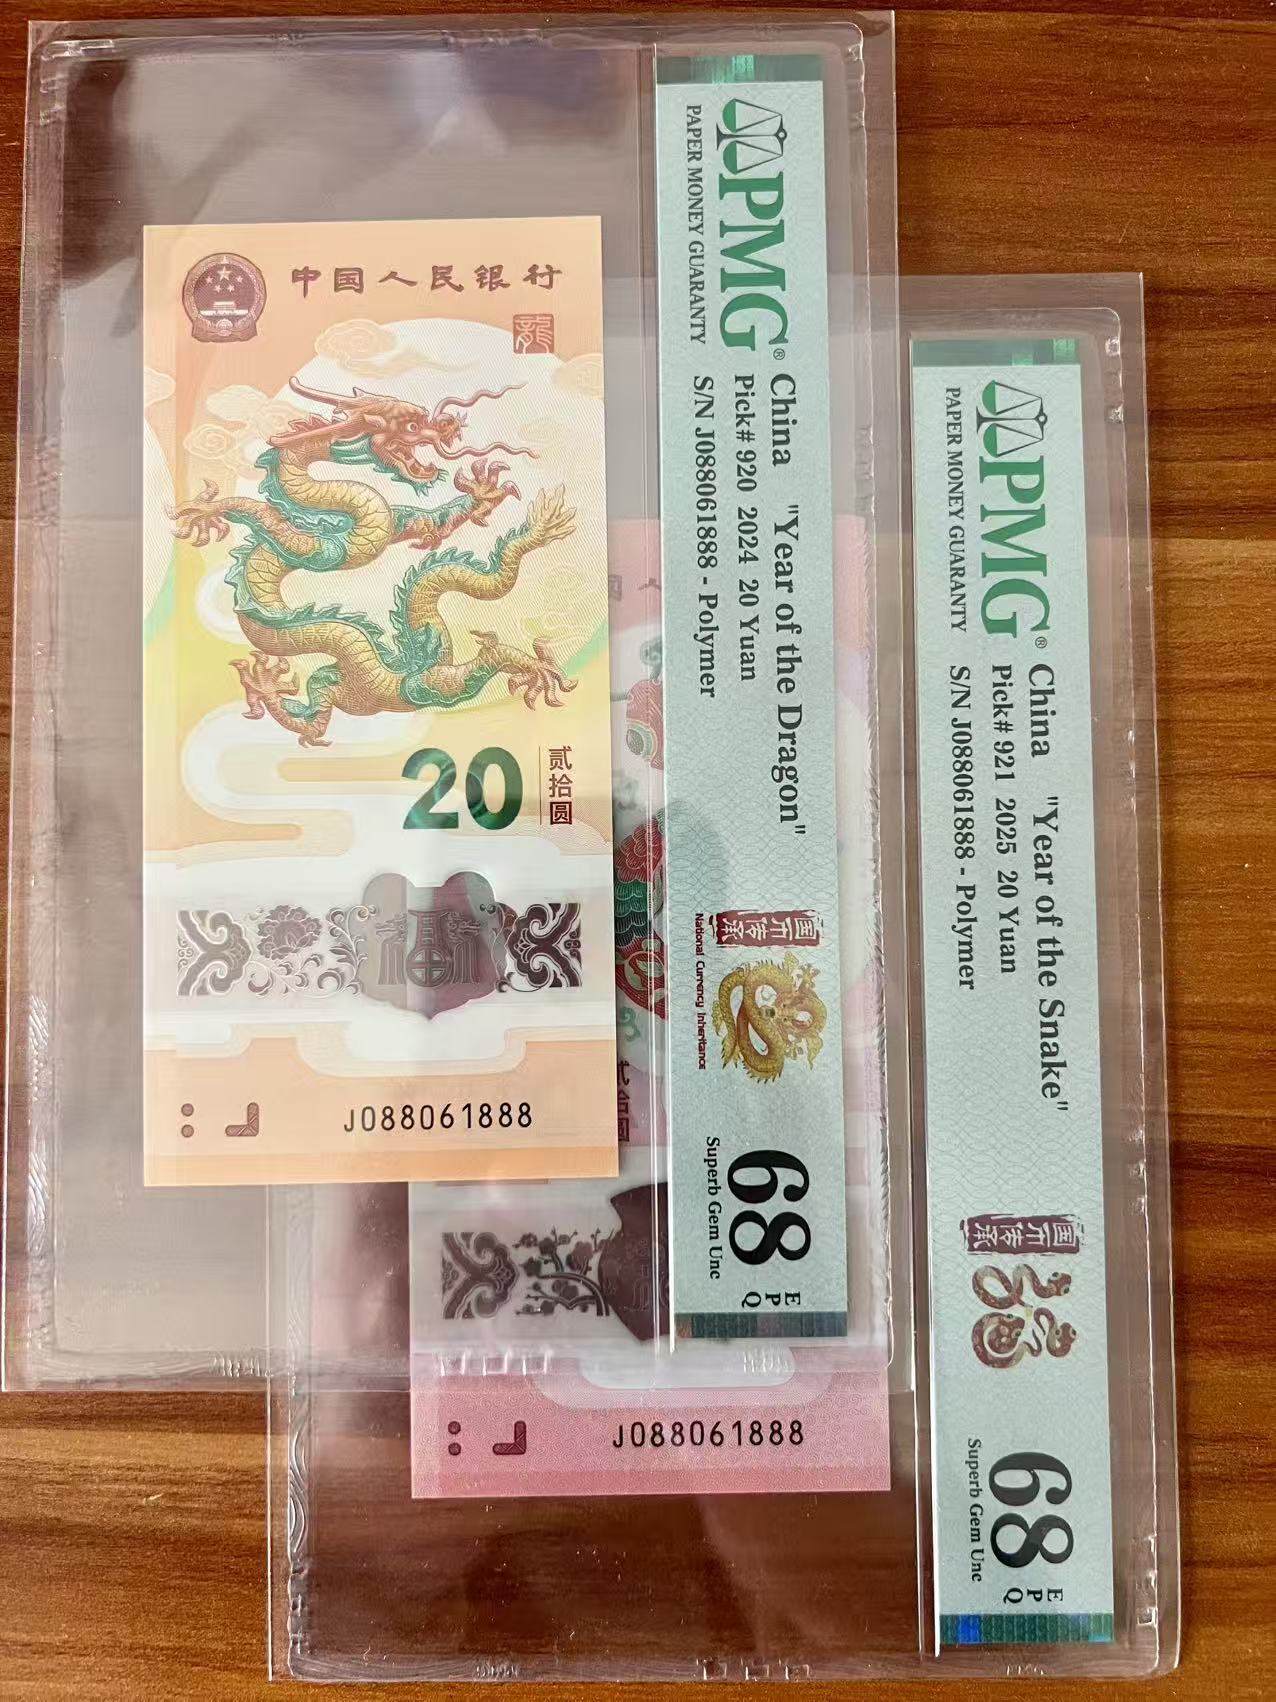 中国人民银行
龍
20
贰拾圆
J088061888
PMG®
PAPER MONEY GUARANTY
China "Year of the Dragon"
Pick# 920 2024 20 Yuan
S/N J088061888 - Polymer
国币传承
National Currency Inheritance
68
EPQ
Superb Gem Unc
PMG®
PAPER MONEY GUARANTY
China "Year of the Snake"
Pick# 921 2025 20 Yuan
S/N J088061888 - Polymer
国币传承
68
EPQ
Superb Gem Unc
J088061888